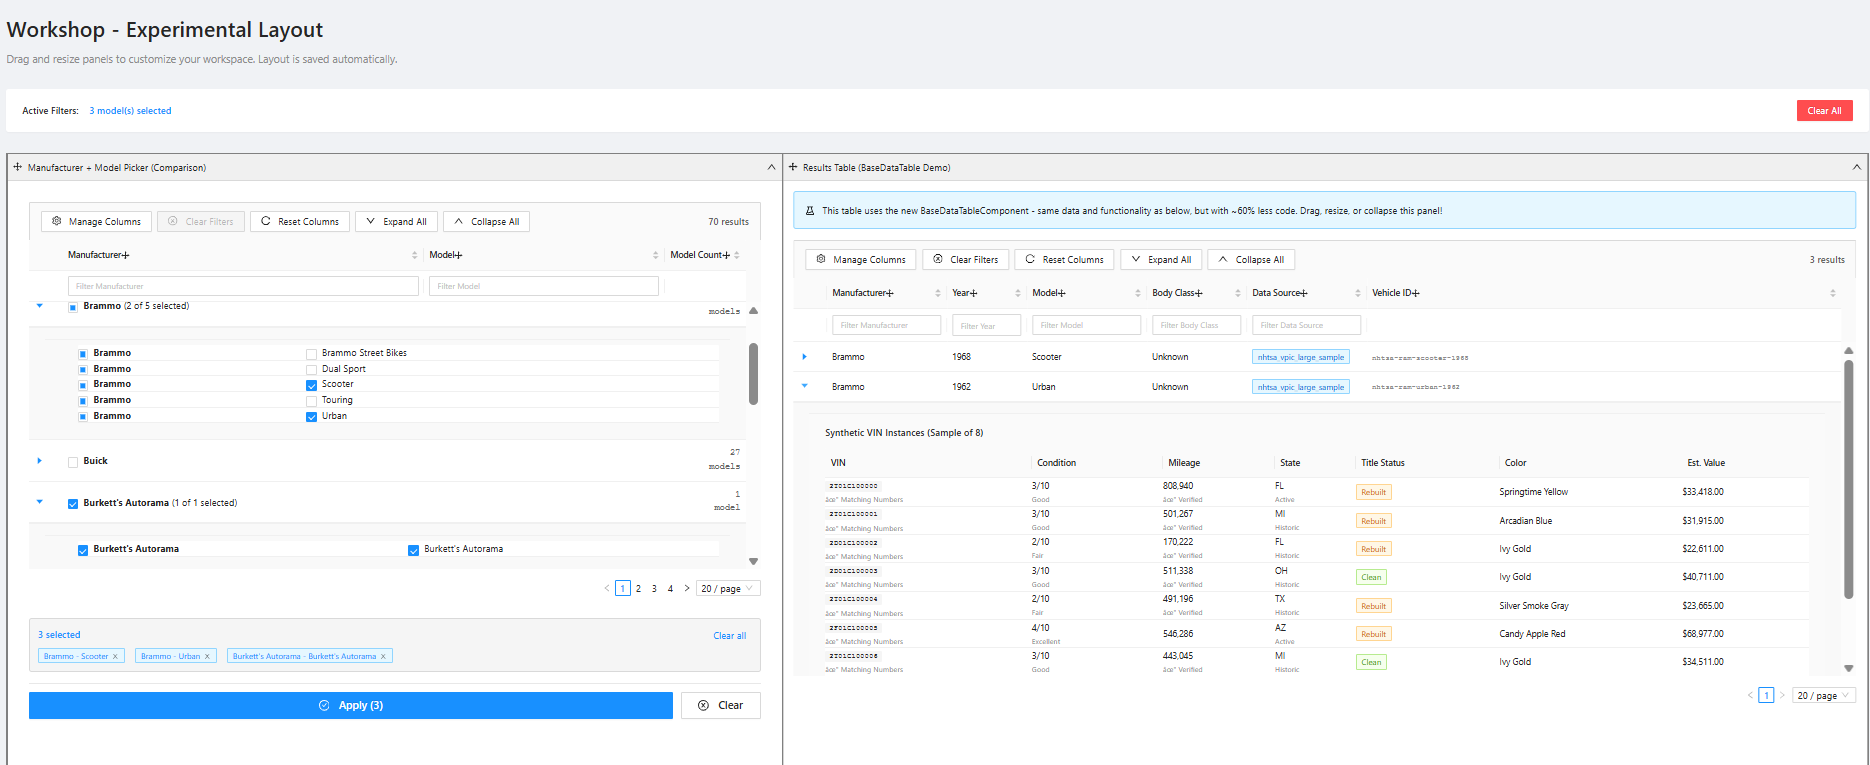 Workshop - Experimental Layout
Drag and resize panels to customize your workspace. Layout is saved automatically.
Active Filters: 3 model(s) selected
Clear All
Manufacturer + Model Picker (Comparison)
Manage Columns Clear Filters Reset Columns Expand All Collapse All 70 results
Manufacturer Model Model Count
Filter Manufacturer Filter Model
Brammo (2 of 5 selected) models
Brammo Brammo Street Bikes
Brammo Dual Sport
Brammo Scooter
Brammo Touring
Brammo Urban
Buick 27 models
Burkett's Autorama (1 of 1 selected) 1 model
Burkett's Autorama Burkett's Autorama
1 2 3 4 20 / page
3 selected Clear all
Brammo - Scooter Brammo - Urban Burkett's Autorama - Burkett's Autorama
Apply (3) Clear
Results Table (BaseDataTable Demo)
This table uses the new BaseDataTableComponent - same data and functionality as below, but with ~60% less code. Drag, resize, or collapse this panel!
Manage Columns Clear Filters Reset Columns Expand All Collapse All 3 results
Manufacturer Year Model Body Class Data Source Vehicle ID
Filter Manufacturer Filter Year Filter Model Filter Body Class Filter Data Source
Brammo 1968 Scooter Unknown nhtsa_vpic_large_sample nhtsa-ram-scooter-1968
Brammo 1962 Urban Unknown nhtsa_vpic_large_sample nhtsa-ram-urban-1962
Synthetic VIN Instances (Sample of 8)
VIN Condition Mileage State Title Status Color Est. Value
2T01C100000 3/10 808,940 FL Rebuilt Springtime Yellow $33,418.00
âœ" Matching Numbers Good âœ" Verified Active
2T01C100001 3/10 501,267 MI Rebuilt Arcadian Blue $31,915.00
âœ" Matching Numbers Good âœ" Verified Historic
2D01C100002 2/10 170,222 FL Rebuilt Ivy Gold $22,611.00
âœ" Matching Numbers Fair âœ" Verified Historic
2D01C100003 3/10 511,338 OH Clean Ivy Gold $40,711.00
âœ" Matching Numbers Good âœ" Verified Historic
2T01C100004 2/10 491,196 TX Rebuilt Silver Smoke Gray $23,665.00
âœ" Matching Numbers Fair âœ" Verified Historic
2F01C100005 4/10 546,286 AZ Rebuilt Candy Apple Red $68,977.00
âœ" Matching Numbers Excellent Active
2T01C100006 3/10 443,045 MI Clean Ivy Gold $34,511.00
âœ" Matching Numbers Good âœ" Verified Historic
1 20 / page